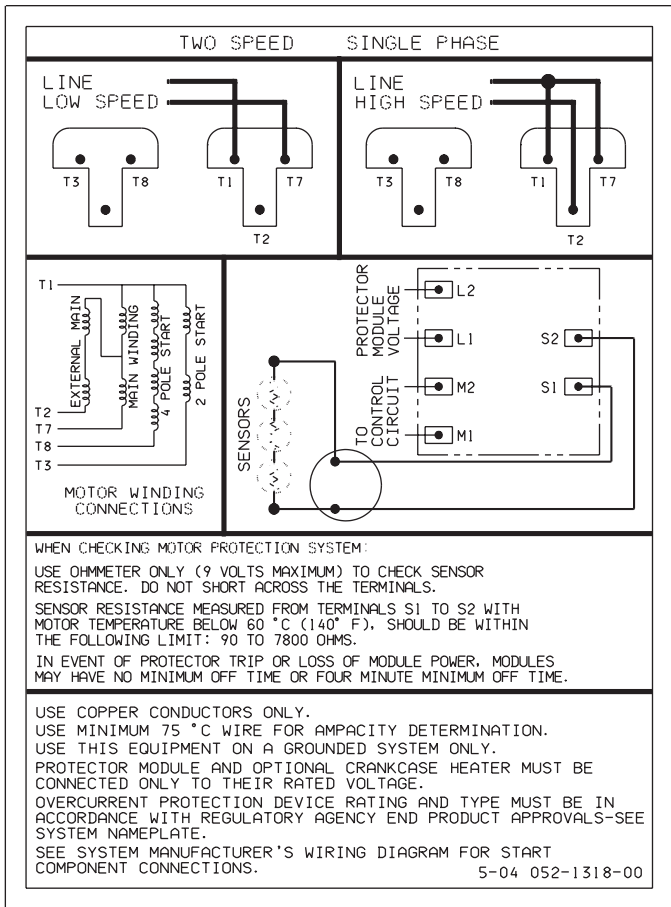 TWO SPEED SINGLE PHASE
LINE
LOW SPEED
T3
T8
T1
T7
T2
LINE
HIGH SPEED
T3
T8
T1
T7
T2
T1
EXTERNAL MAIN
MAIN WINDING
4 POLE START
2 POLE START
T2
T7
T8
T3
MOTOR WINDING
CONNECTIONS
PROTECTOR
MODULE
VOLTAGE
L2
L1
S2
TO
CONTROL
CIRCUIT
M2
S1
M1
SENSORS
WHEN CHECKING MOTOR PROTECTION SYSTEM:
USE OHMMETER ONLY (9 VOLTS MAXIMUM) TO CHECK SENSOR
RESISTANCE. DO NOT SHORT ACROSS THE TERMINALS.
SENSOR RESISTANCE MEASURED FROM TERMINALS S1 TO S2 WITH
MOTOR TEMPERATURE BELOW 60 °C (140° F), SHOULD BE WITHIN
THE FOLLOWING LIMIT: 90 TO 7800 OHMS.
IN EVENT OF PROTECTOR TRIP OR LOSS OF MODULE POWER, MODULES
MAY HAVE NO MINIMUM OFF TIME OR FOUR MINUTE MINIMUM OFF TIME.
USE COPPER CONDUCTORS ONLY.
USE MINIMUM 75 °C WIRE FOR AMPACITY DETERMINATION.
USE THIS EQUIPMENT ON A GROUNDED SYSTEM ONLY.
PROTECTOR MODULE AND OPTIONAL CRANKCASE HEATER MUST BE
CONNECTED ONLY TO THEIR RATED VOLTAGE.
OVERCURRENT PROTECTION DEVICE RATING AND TYPE MUST BE IN
ACCORDANCE WITH REGULATORY AGENCY END PRODUCT APPROVALS-SEE
SYSTEM NAMEPLATE.
SEE SYSTEM MANUFACTURER'S WIRING DIAGRAM FOR START
COMPONENT CONNECTIONS.
5-04 052-1318-00